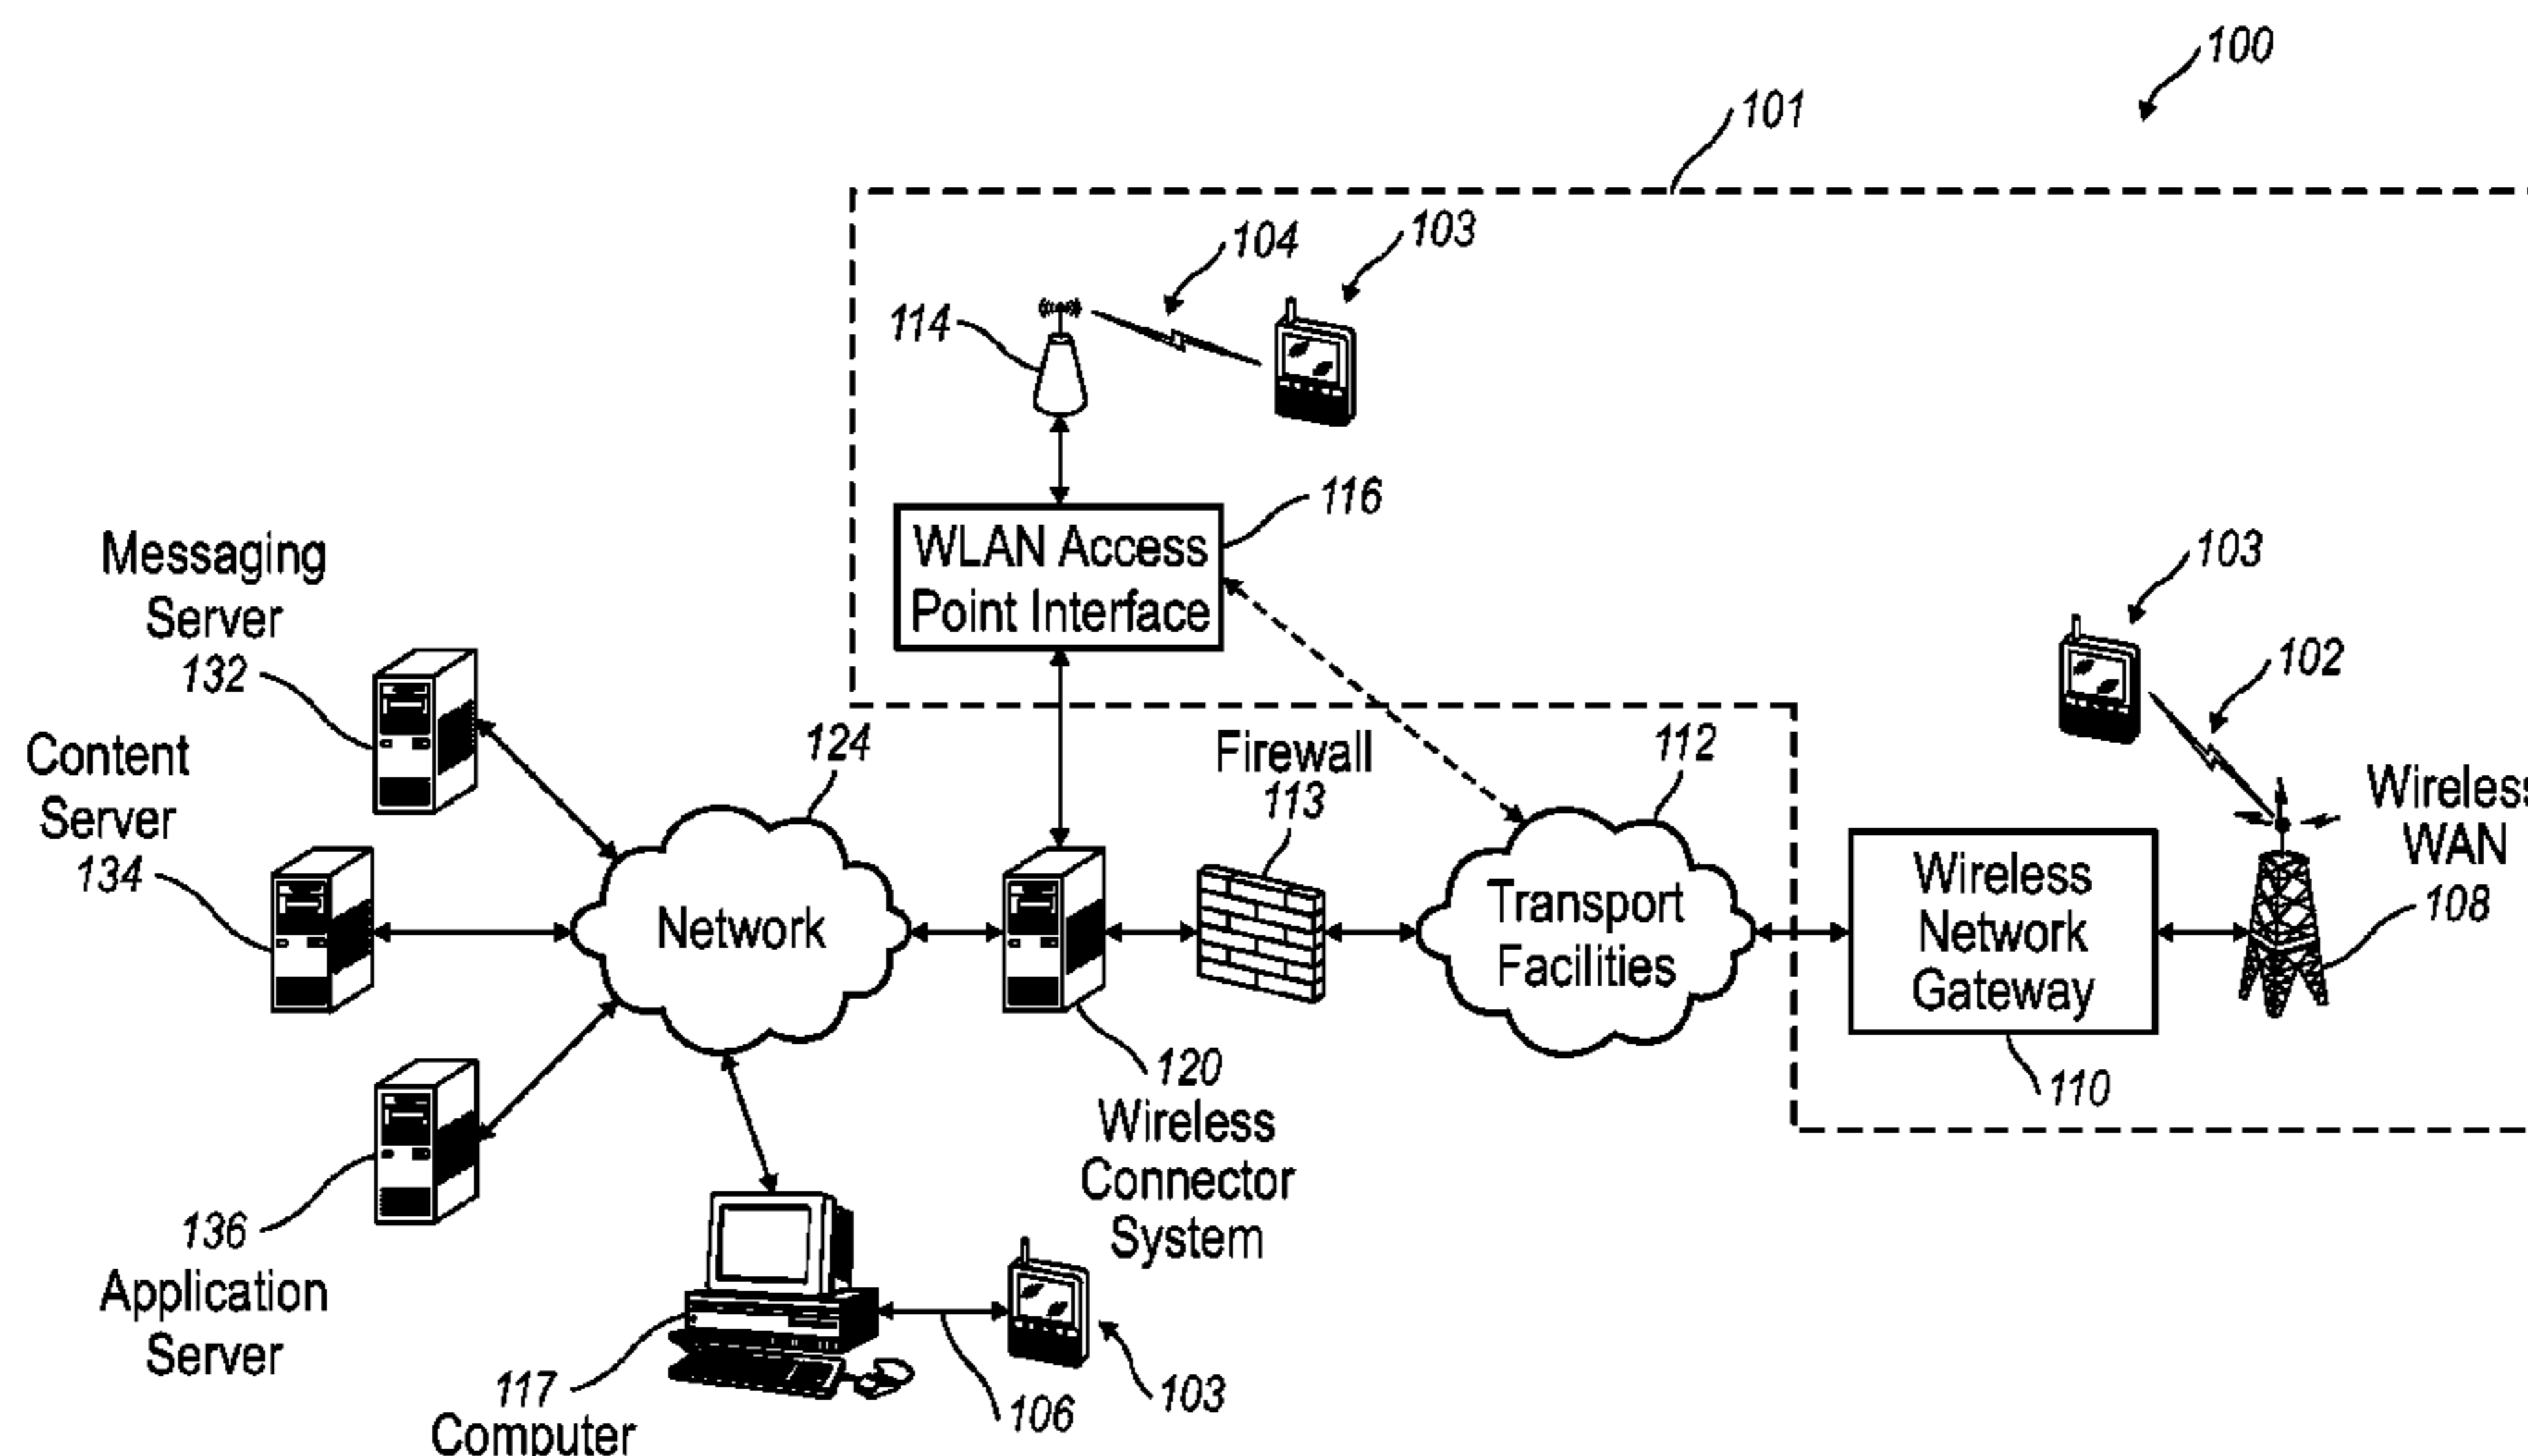 100
101
104
103
114
116
WLAN Access
Point Interface
103
102
Messaging
Server
132
Content
Server
134
124
Firewall
113
112
Wireless
WAN
108
Network
Transport
Facilities
Wireless
Network
Gateway
110
120
Wireless
Connector
System
136
Application
Server
117
Computer
106
103